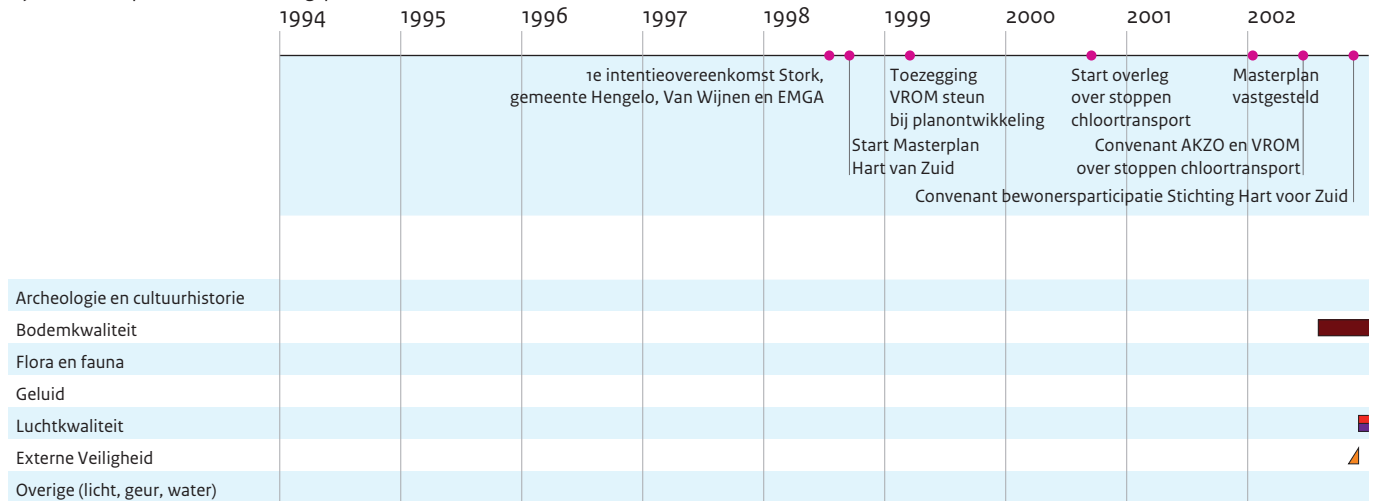 1994 1995 1996 1997 1998 1999 2000 2001 2002
1e intentieovereenkomst Stork,
gemeente Hengelo, Van Wijnen en EMGA
Start Masterplan
Hart van Zuid
Toezegging
VROM steun
bij planontwikkeling
Start overleg
over stoppen
chloortransport
Masterplan
vastgesteld
Convenant AKZO en VROM
over stoppen chloortransport
Convenant bewonersparticipatie Stichting Hart voor Zuid
Archeologie en cultuurhistorie
Bodemkwaliteit
Flora en fauna
Geluid
Luchtkwaliteit
Externe Veiligheid
Overige (licht, geur, water)